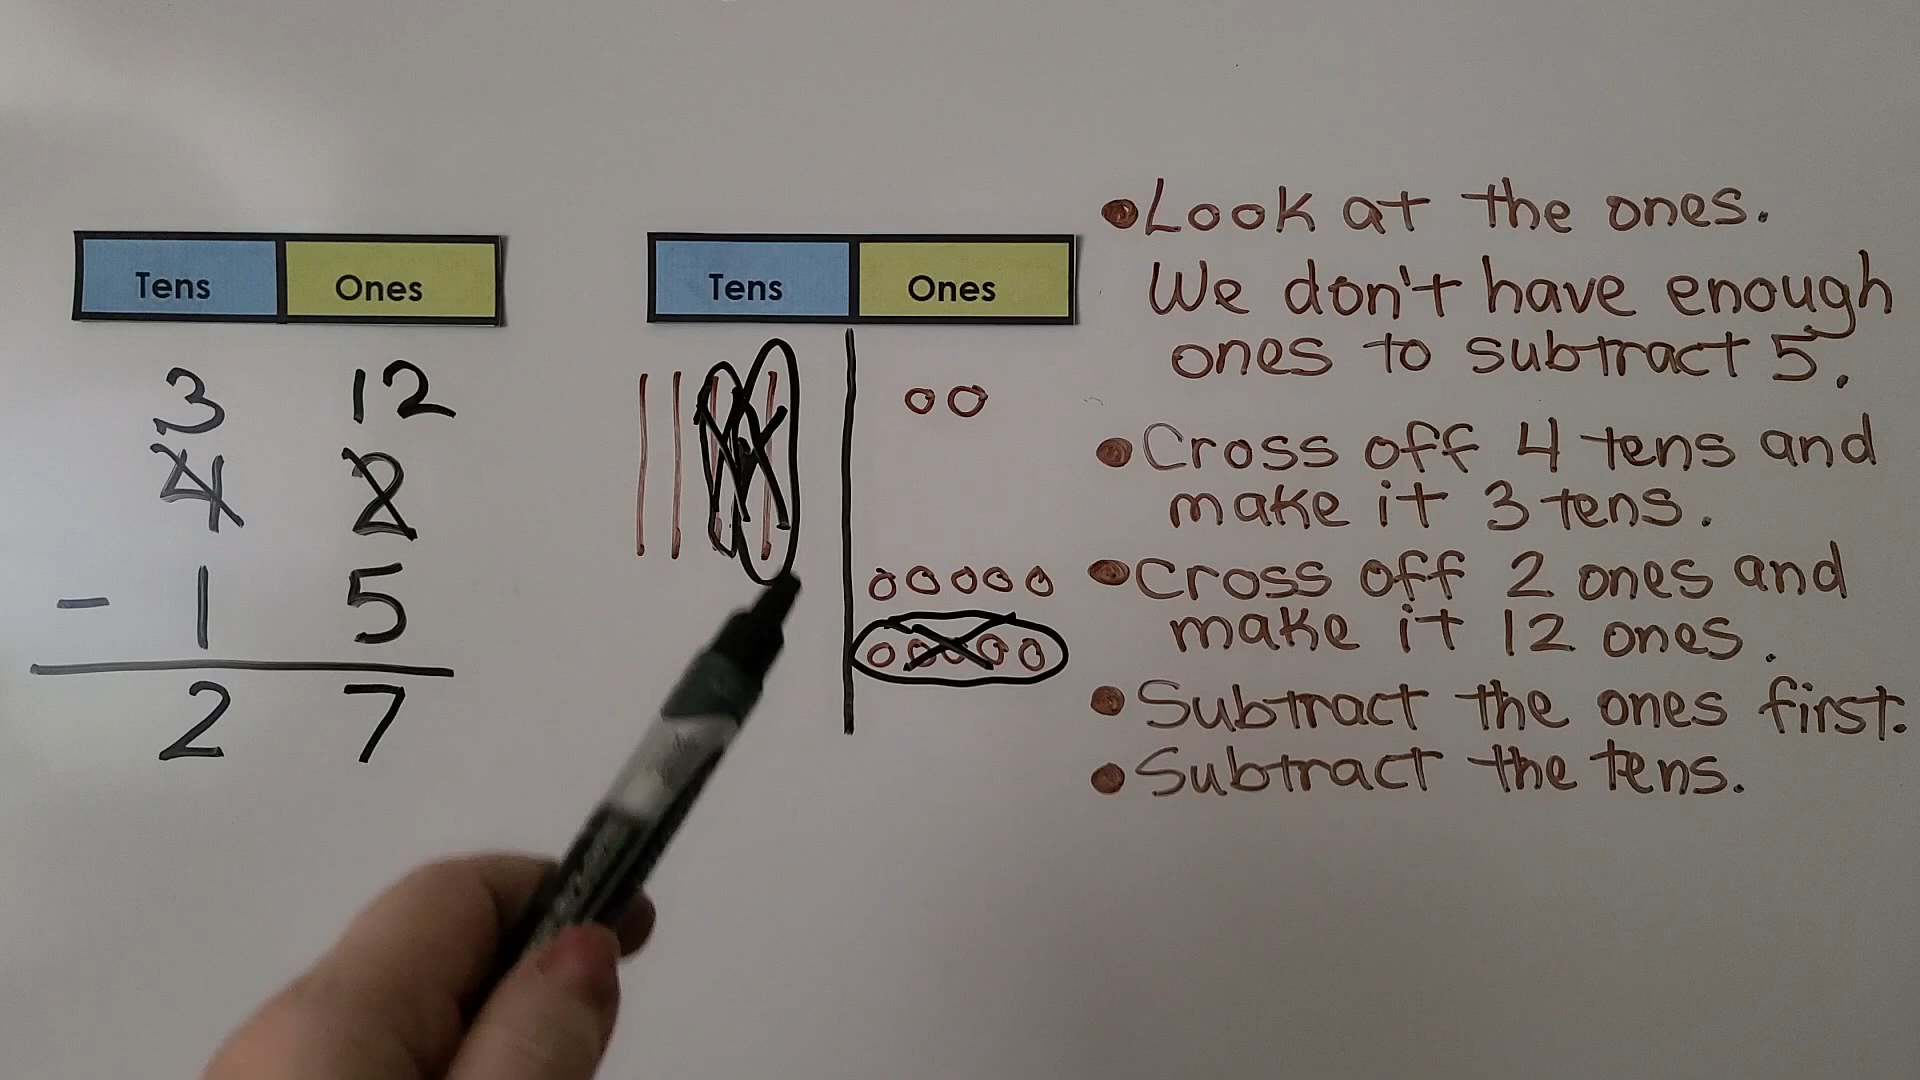 Tens Ones
3 12
4 2
- 1 5
2 7
Tens Ones
•Look at the ones.
We don't have enough
ones to subtract 5.
•Cross off 4 tens and
make it 3 tens.
•Cross off 2 ones and
make it 12 ones.
•Subtract the ones first.
•Subtract the tens.